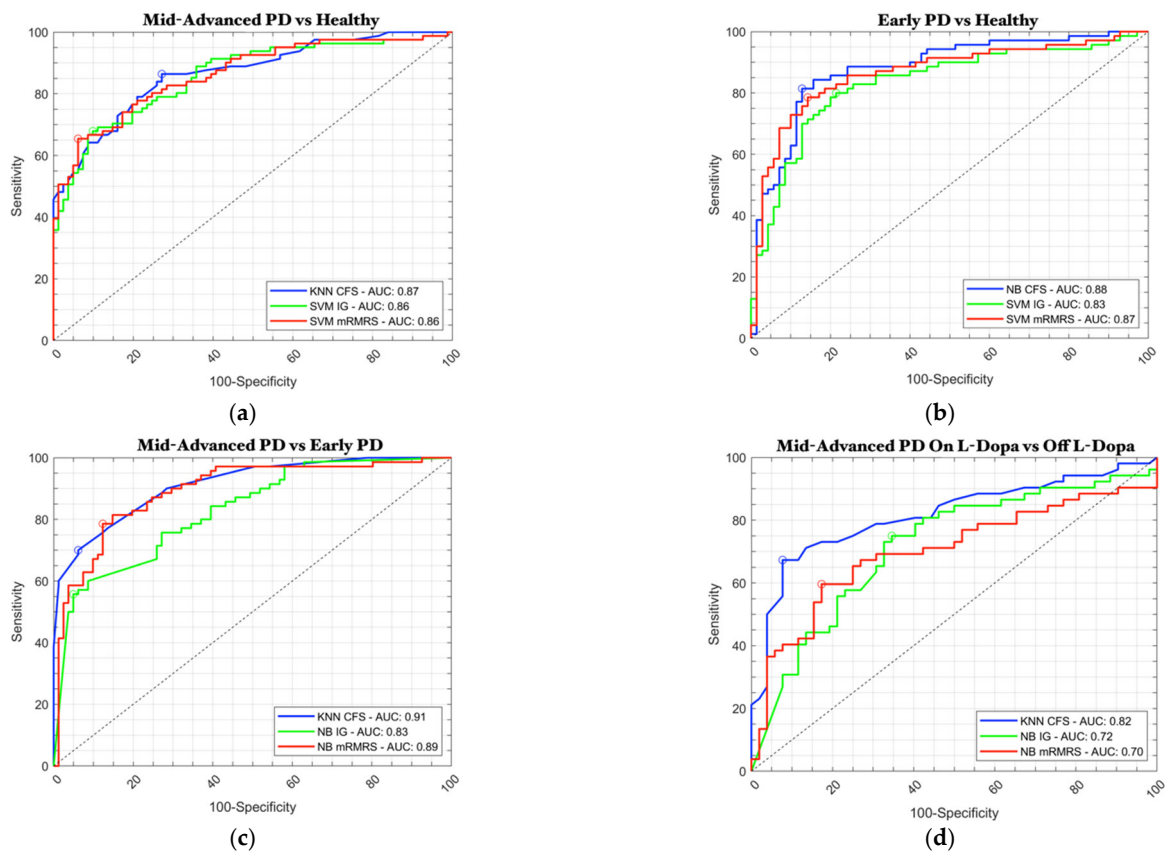 Mid-Advanced PD vs Healthy
100
80
60
40
20
0
Sensitivity
KNN CFS - AUC: 0.87
SVM IG - AUC: 0.86
SVM mRMRS - AUC: 0.86
0 20 40 60 80 100
100-Specificity
(a)
Early PD vs Healthy
100
80
60
40
20
0
Sensitivity
NB CFS - AUC: 0.88
SVM IG - AUC: 0.83
SVM mRMRS - AUC: 0.87
0 20 40 60 80 100
100-Specificity
(b)
Mid-Advanced PD vs Early PD
100
80
60
40
20
0
Sensitivity
KNN CFS - AUC: 0.91
NB IG - AUC: 0.83
NB mRMRS - AUC: 0.89
0 20 40 60 80 100
100-Specificity
(c)
Mid-Advanced PD On L-Dopa vs Off L-Dopa
100
80
60
40
20
0
Sensitivity
KNN CFS - AUC: 0.82
NB IG - AUC: 0.72
NB mRMRS - AUC: 0.70
0 20 40 60 80 100
100-Specificity
(d)